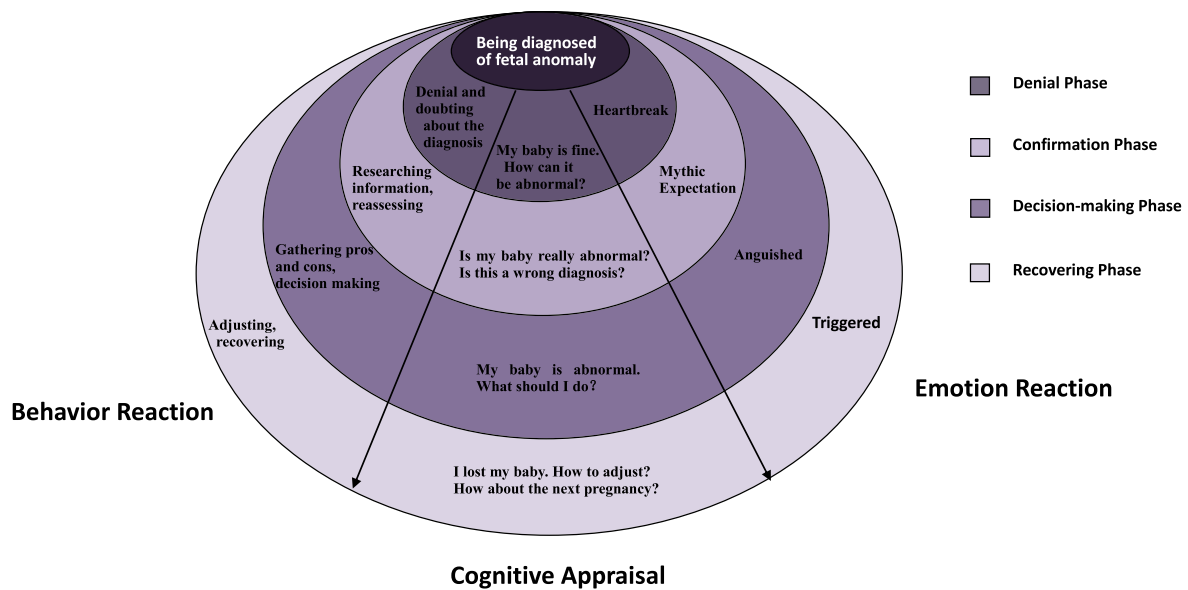 Being diagnosed
of fetal anomaly
Denial and
doubting
about the
diagnosis
Heartbreak
My baby is fine.
How can it
be abnormal?
Researching
information,
reassessing
Mythic
Expectation
Is my baby really abnormal?
Is this a wrong diagnosis?
Gathering pros
and cons,
decision making
Anguished
My baby is abnormal.
What should I do?
Adjusting,
recovering
Triggered
I lost my baby. How to adjust?
How about the next pregnancy?
Behavior Reaction
Emotion Reaction
Cognitive Appraisal
Denial Phase
Confirmation Phase
Decision-making Phase
Recovering Phase